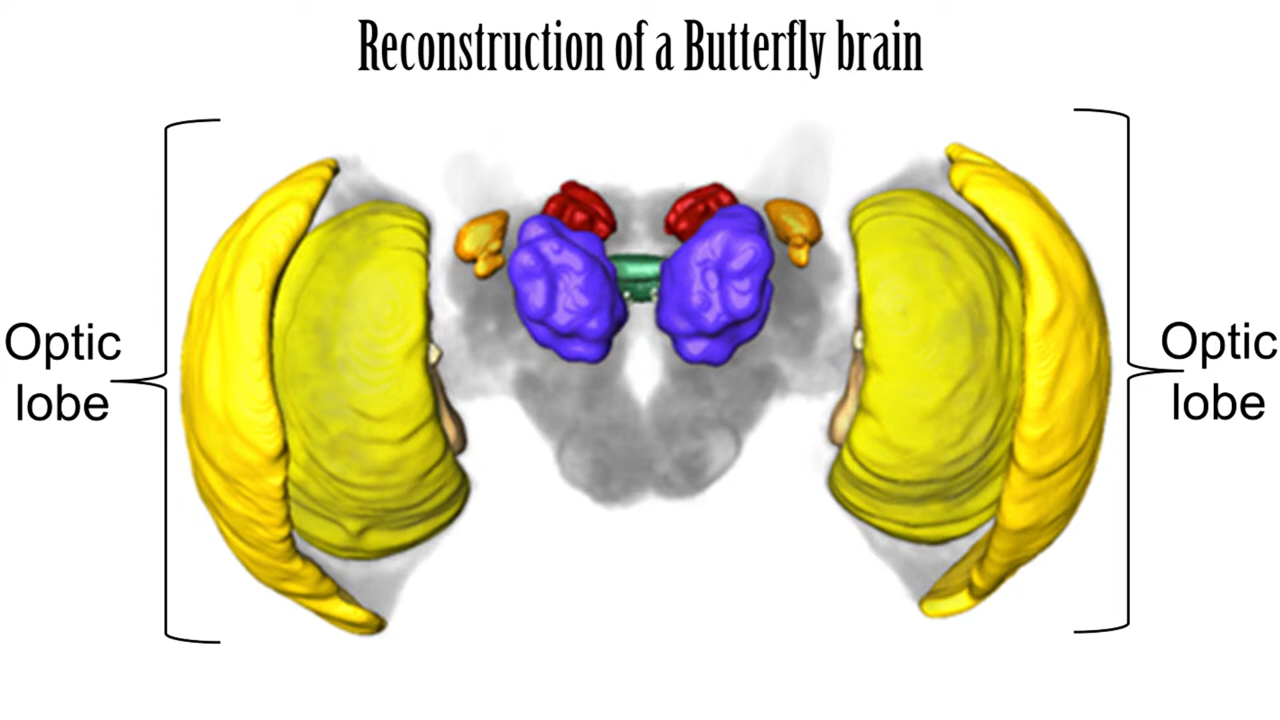 Reconstruction of a Butterfly brain
Optic
lobe
Optic
lobe